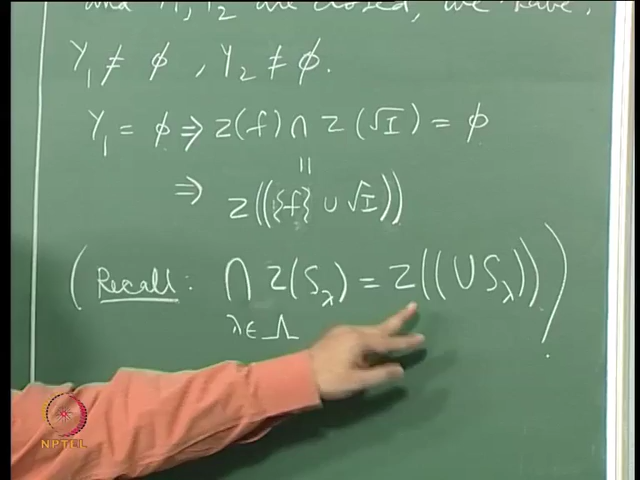 and Y₁, Y₂ are closed, we have,
Y₁ ≠ ϕ, Y₂ ≠ ϕ.
Y₁ = ϕ ⇒ Z(f) ∩ Z(√I) = ϕ
=
⇒ Z(({f} ∪ √I))
(Recall: ⋂ Z(S_λ) = Z((∪ S_λ))).
λ∈Λ
NPTEL